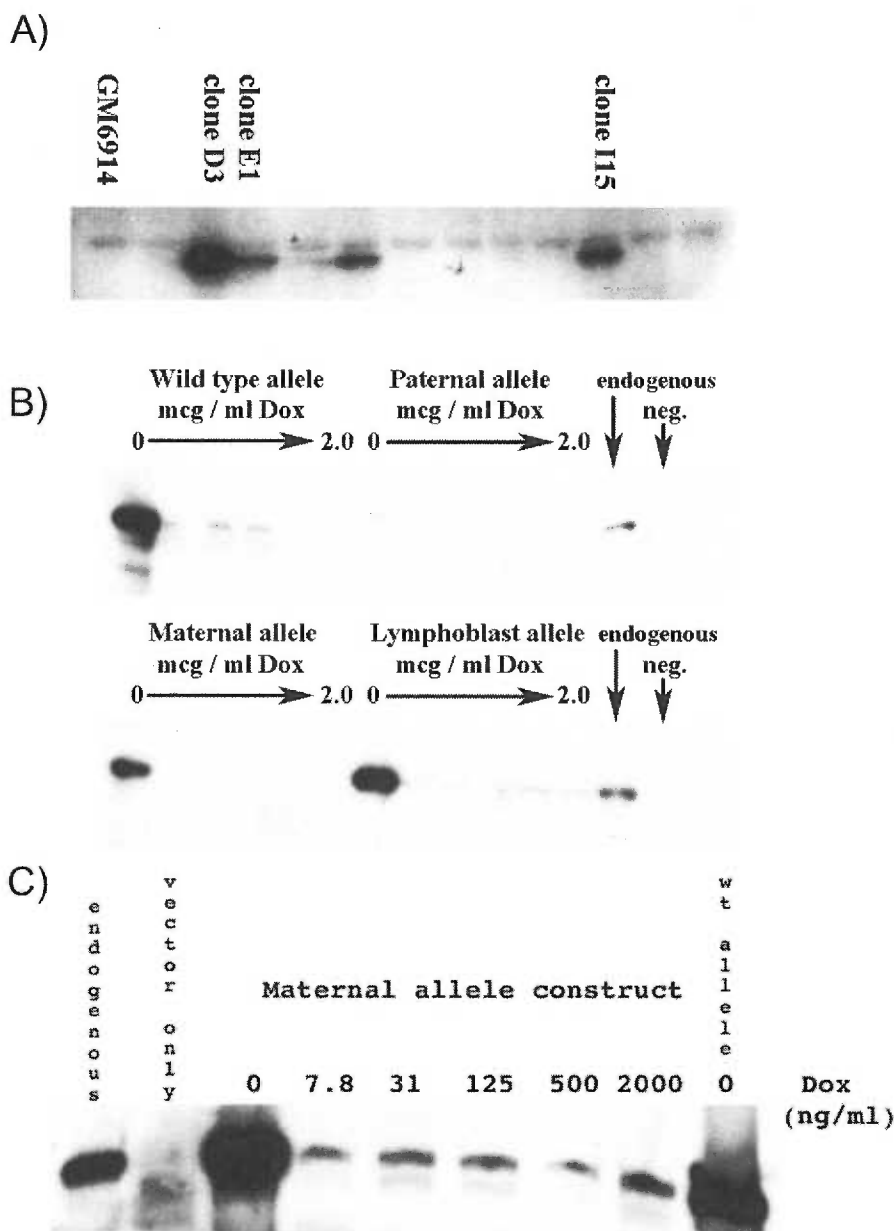 A)
GM6914
clone D3
clone E1
clone I15
B)
Wild type allele
mcg / ml Dox
0 2.0
Paternal allele
mcg / ml Dox
0 2.0
endogenous
neg.
Maternal allele
mcg / ml Dox
0 2.0
Lymphoblast allele
mcg / ml Dox
0 2.0
endogenous
neg.
C)
endogenous
vector only
Maternal allele construct
wt allele
0 7.8 31 125 500 2000 0 Dox
(ng/ml)